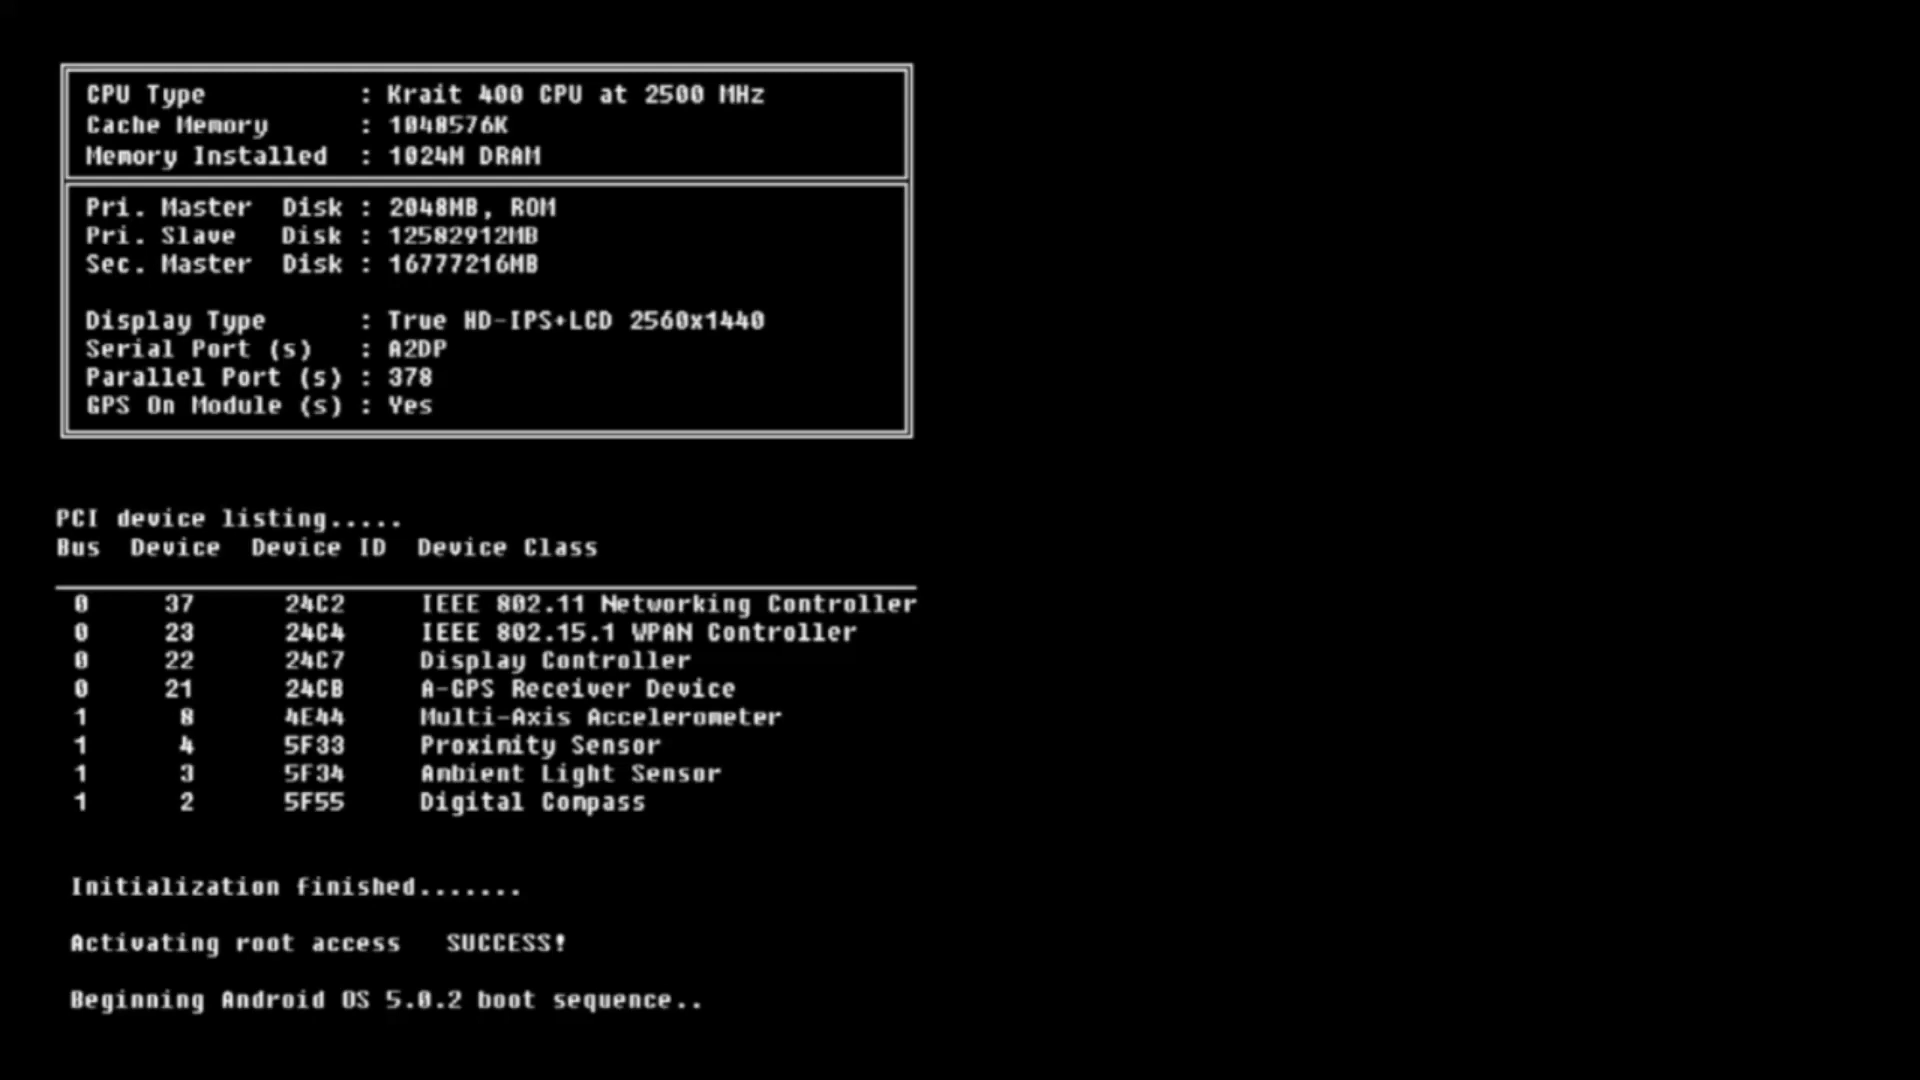 CPU Type : Krait 400 CPU at 2500 MHz
Cache Memory : 1048576K
Memory Installed : 1024M DRAM
Pri. Master Disk : 2048MB, ROM
Pri. Slave Disk : 12582912MB
Sec. Master Disk : 16777216MB
Display Type : True HD-IPS+LCD 2560x1440
Serial Port (s) : A2DP
Parallel Port (s) : 378
GPS On Module (s) : Yes
PCI device listing.....
Bus Device Device ID Device Class
0 37 24C2 IEEE 802.11 Networking Controller
0 23 24C4 IEEE 802.15.1 WPAN Controller
0 22 24C7 Display Controller
0 21 24CB A-GPS Receiver Device
1 8 4E44 Multi-Axis Accelerometer
1 4 5F33 Proximity Sensor
1 3 5F34 Ambient Light Sensor
1 2 5F55 Digital Compass
Initialization finished.......
Activating root access SUCCESS!
Beginning Android OS 5.0.2 boot sequence..